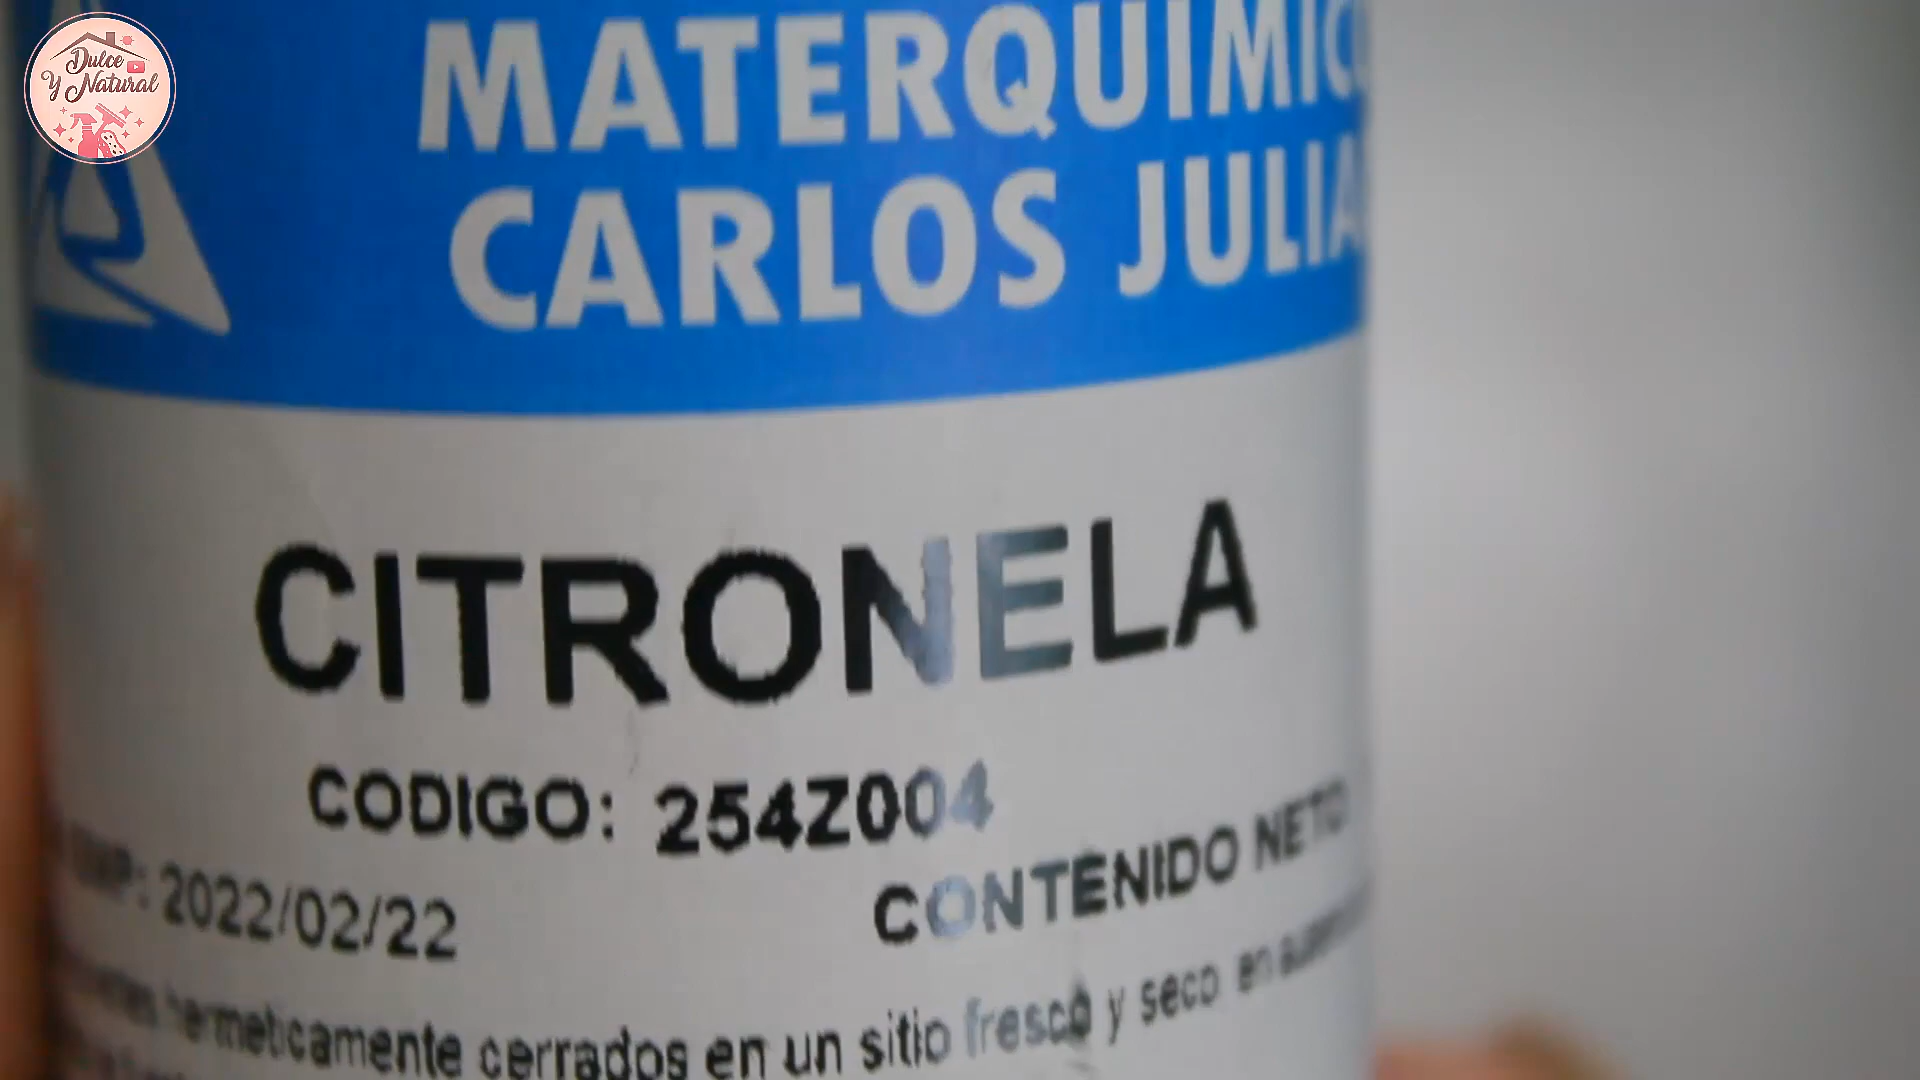 Dulce
Y Natural
MATERQUIMIC
CARLOS JULIA
CITRONELA
CODIGO: 254Z004
2022/02/22
CONTENIDO NETO
hermeticamente cerrados en un sitio fresco y seco en